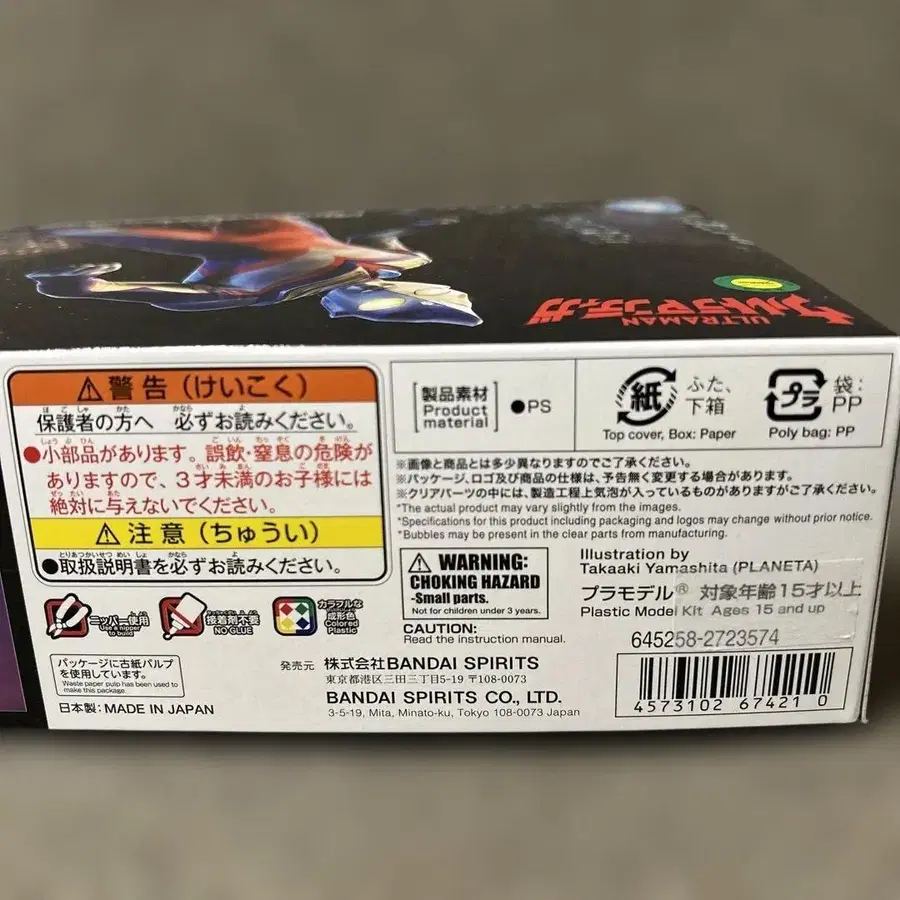 ウルトラマンティガ
ULTRAMAN
警告（けいこく）
保護者の方へ 必ずお読みください。
●小部品があります。誤飲・窒息の危険が
ありますので、3才未満のお子様には
絶対に与えないでください。
注意（ちゅうい）
●取扱説明書を必ずお読みください。
ニッパー使用
Use a nipper
to build
接着剤不要
NO GLUE
カラフルな
成形色
Colored
Plastic
パッケージに古紙パルプ
を使用しています。
Waste paper pulp has been used to
make this package.
日本製：MADE IN JAPAN
製品素材
Product
material
●PS
紙
ふた、
下箱
Top cover, Box: Paper
プラ
袋：
PP
Poly bag: PP
※画像と商品とは多少異なりますのでご了承ください。
※パッケージ、ロゴ及び商品の仕様は、予告無く変更する場合があります。
※クリアパーツの中には、製造工程上気泡が入っているものがありますがご了承ください。
*The actual product may vary slightly from the images.
*Specifications for this product including packaging and logos may change without prior notice.
*Bubbles may be present in the clear parts from manufacturing.
WARNING:
CHOKING HAZARD
-Small parts.
Not for children under 3 years.
CAUTION:
Read the instruction manual.
Illustration by
Takaaki Yamashita (PLANETA)
プラモデル® 対象年齢15才以上
Plastic Model Kit Ages 15 and up
645258-2723574
4573102 67421 0
発売元 株式会社BANDAI SPIRITS
東京都港区三田三丁目5-19 〒108-0073
BANDAI SPIRITS CO., LTD.
3-5-19, Mita, Minato-ku, Tokyo 108-0073 Japan